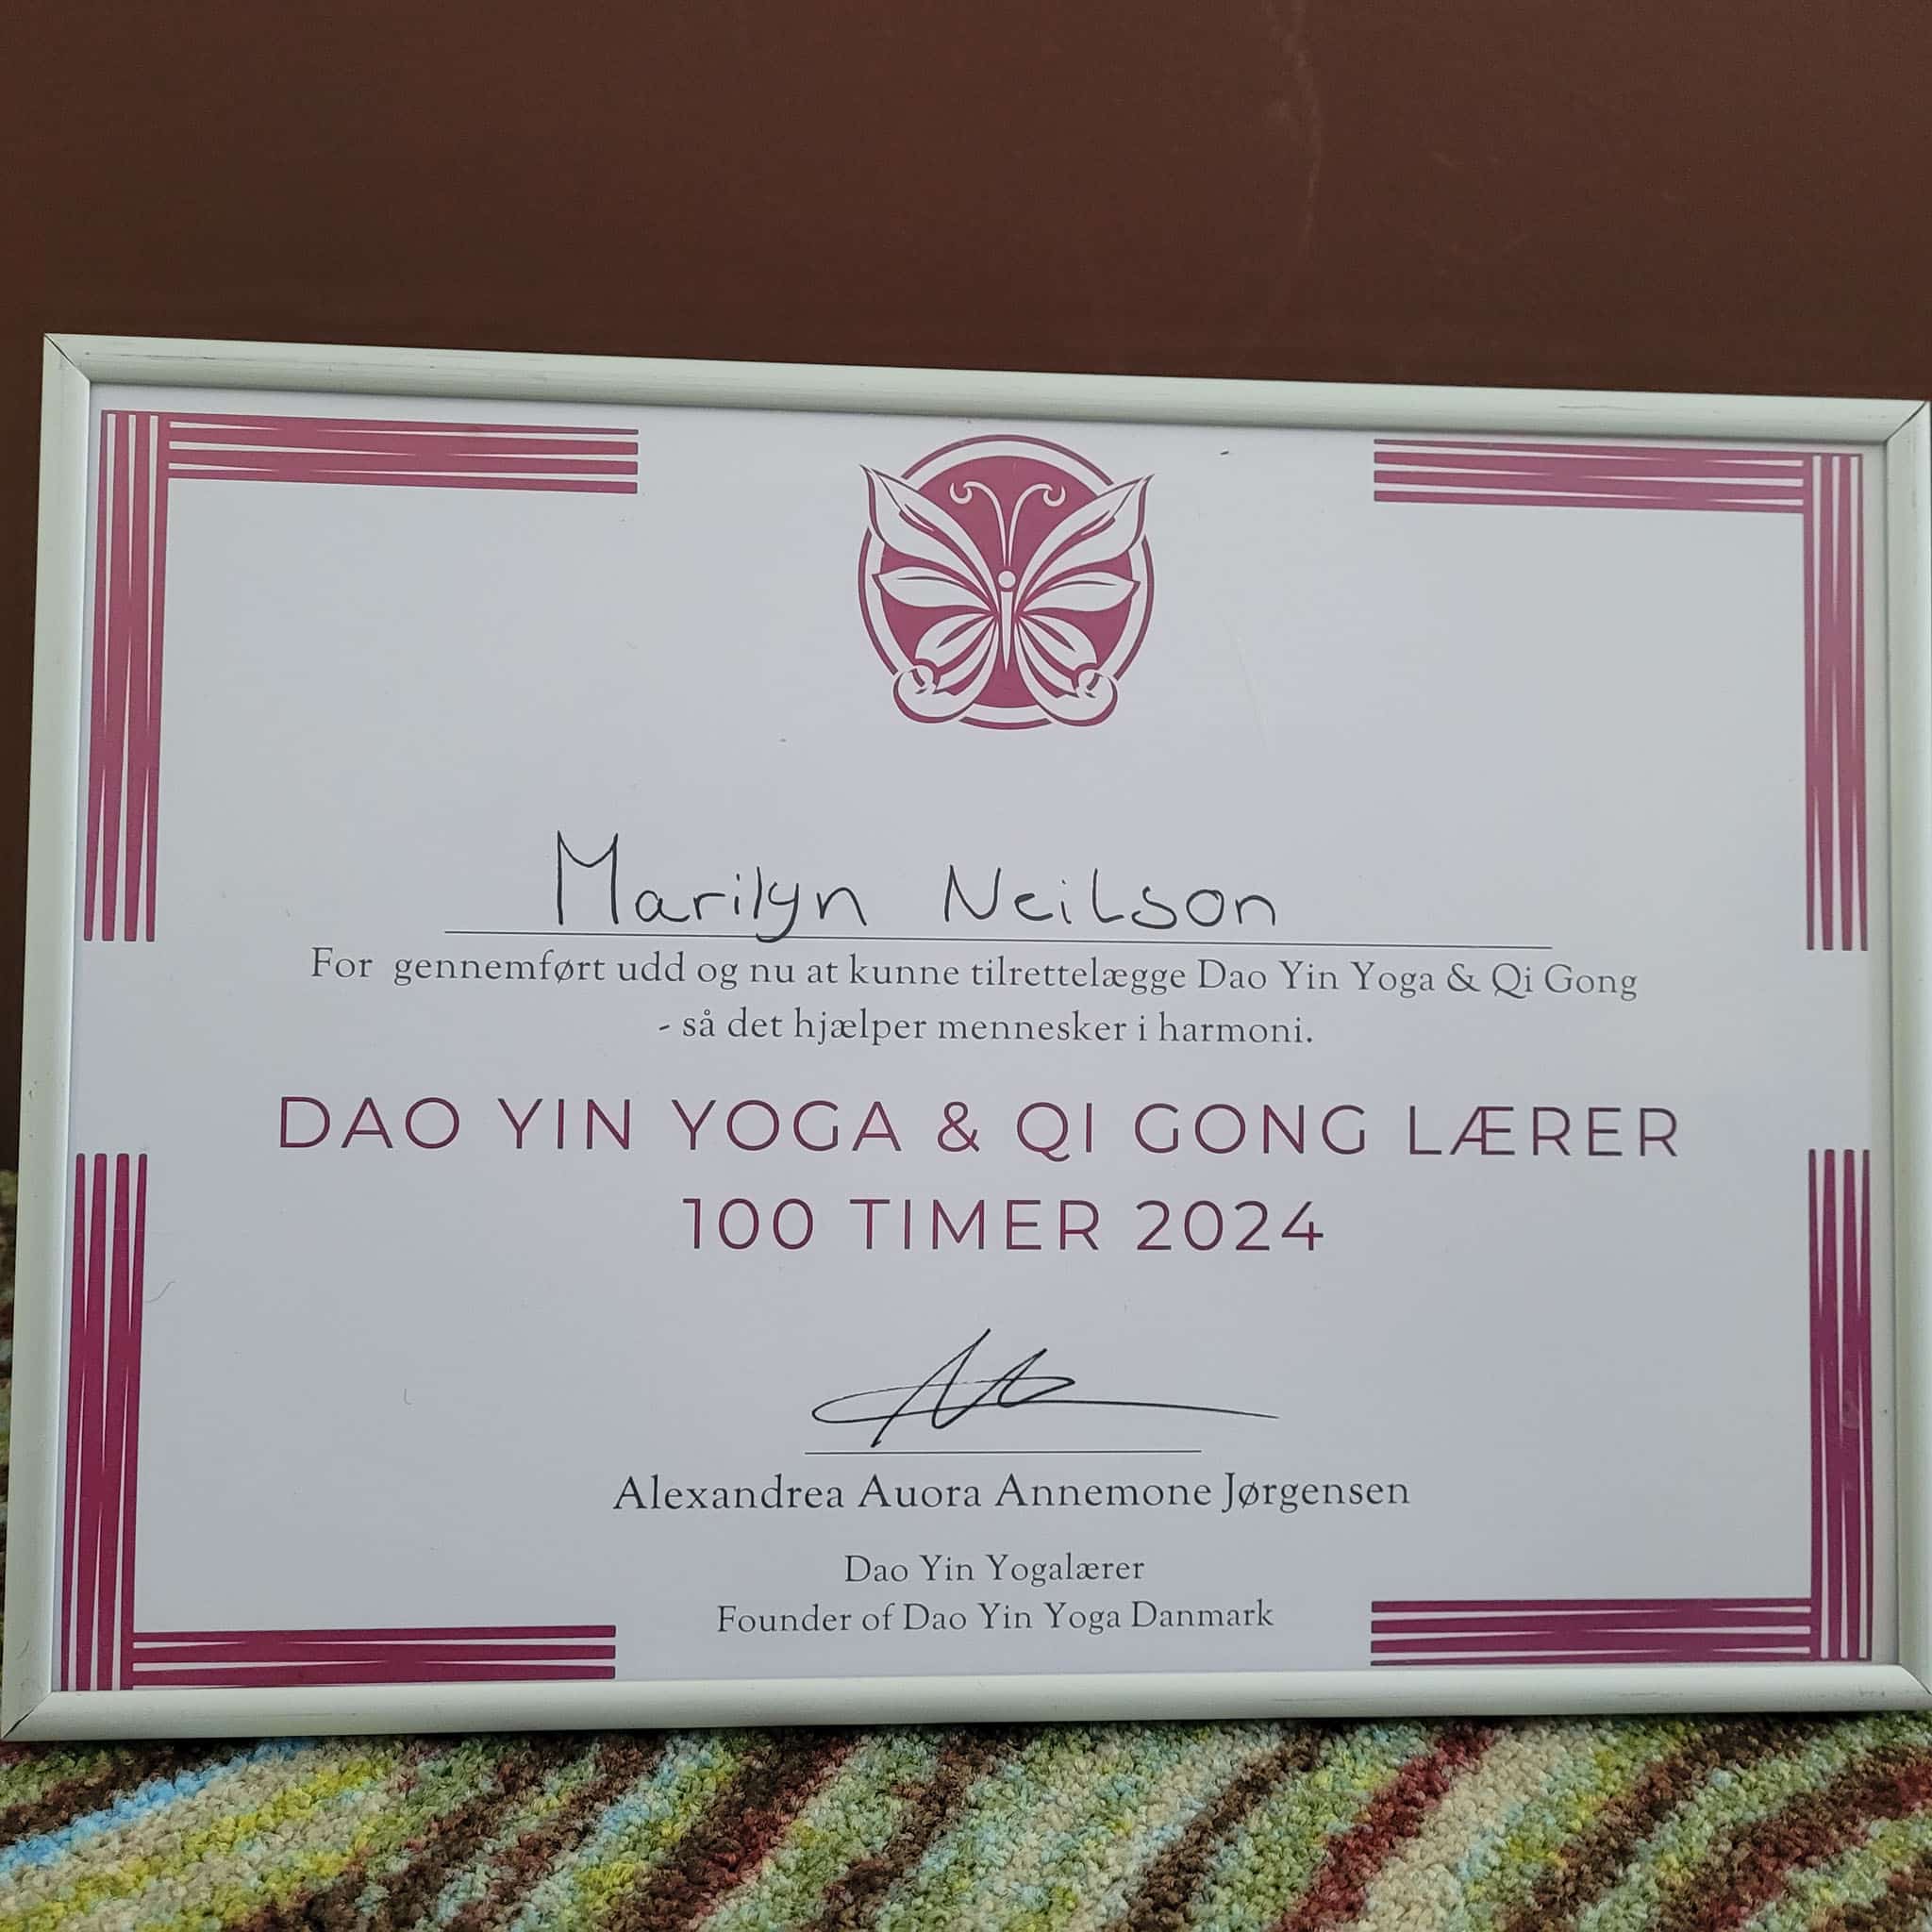 Marilyn Neilson
For gennemført udd og nu at kunne tilrettelægge Dao Yin Yoga & Qi Gong
- så det hjælper mennesker i harmoni.
DAO YIN YOGA & QI GONG LÆRER
100 TIMER 2024
Alexandrea Auora Annemone Jørgensen
Dao Yin Yogalærer
Founder of Dao Yin Yoga Danmark